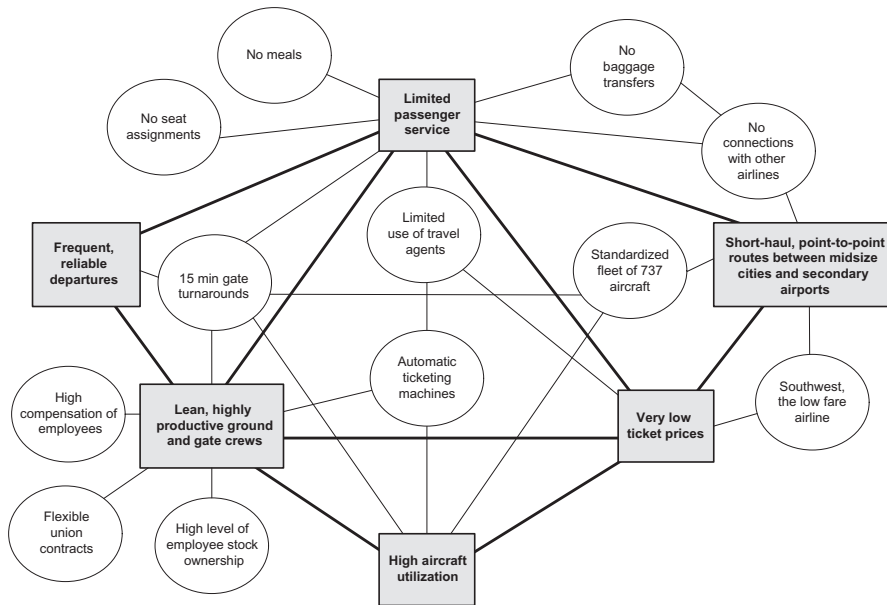 No meals
No
baggage
transfers
Limited
passenger
service
No seat
assignments
No
connections
with other
airlines
Frequent,
reliable
departures
15 min gate
turnarounds
Limited
use of travel
agents
Standardized
fleet of 737
aircraft
Short-haul, point-to-point
routes between midsize
cities and secondary
airports
High
compensation of
employees
Lean, highly
productive ground
and gate crews
Automatic
ticketing
machines
Very low
ticket prices
Southwest,
the low fare
airline
Flexible
union
contracts
High level of
employee stock
ownership
High aircraft
utilization